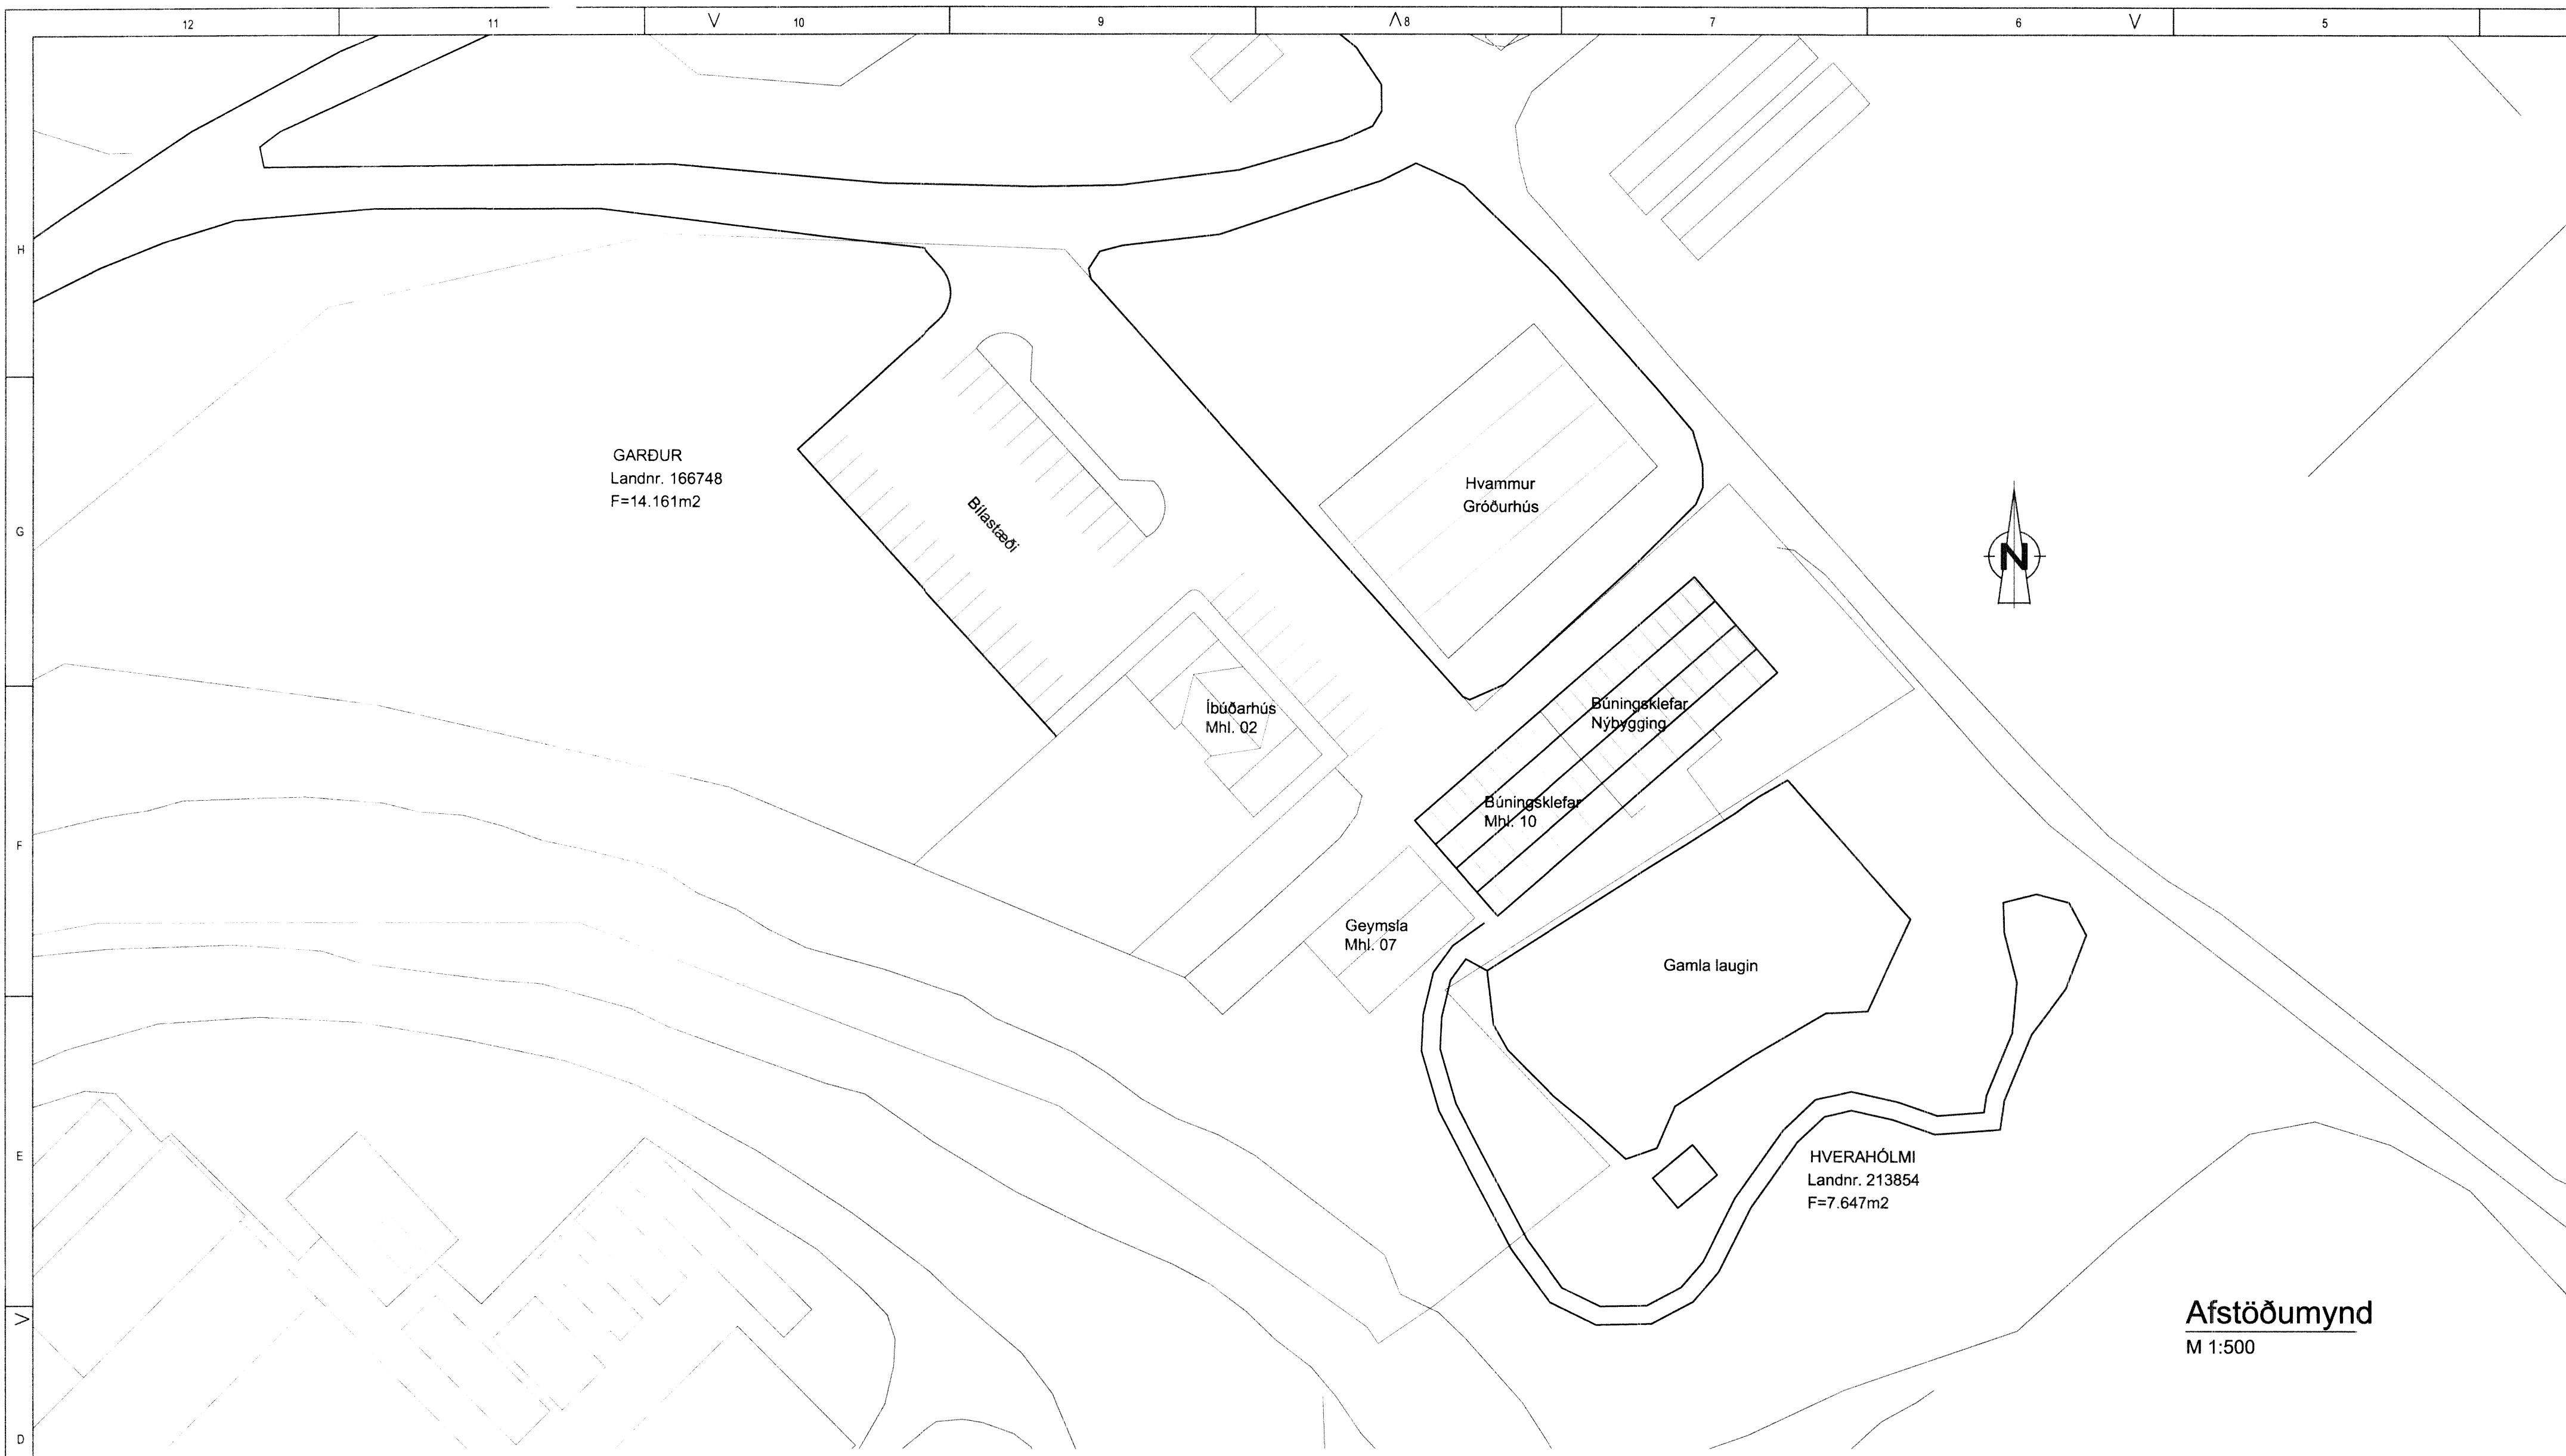 12 11 10 9 8 7 6 5
H
G
F
E
D
GARÐUR
Landnr. 166748
F=14.161m2
Bílastæði
Hvammur
Gróðurhús
N
Íbúðarhús
Mhl. 02
Búningsklefar
Nýbygging
Búningsklefar
Mhl. 10
Geymsla
Mhl. 07
Gamla laugin
HVERAHÓLMI
Landnr. 213854
F=7.647m2
Afstöðumynd
M 1:500